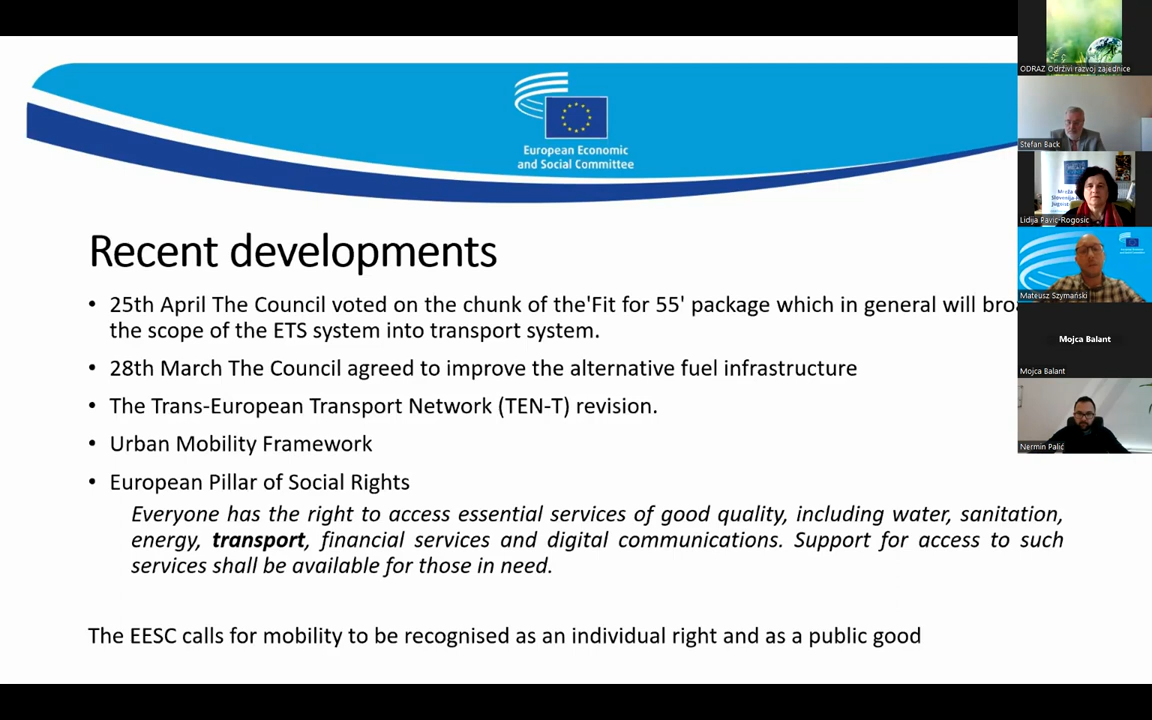 European Economic
and Social Committee
Recent developments
• 25th April The Council voted on the chunk of the'Fit for 55' package which in general will
the scope of the ETS system into transport system.
• 28th March The Council agreed to improve the alternative fuel infrastructure
• The Trans-European Transport Network (TEN-T) revision.
• Urban Mobility Framework
• European Pillar of Social Rights
Everyone has the right to access essential services of good quality, including water, sanitation,
energy, transport, financial services and digital communications. Support for access to such
services shall be available for those in need.
The EESC calls for mobility to be recognised as an individual right and as a public good
ODRAZ Održivi razvoj zajednice
Stefan Back
Lidija Pavic-Rogosic
Mateusz Szymański
Mojca Balant
Mojca Balant
Nermin Palić